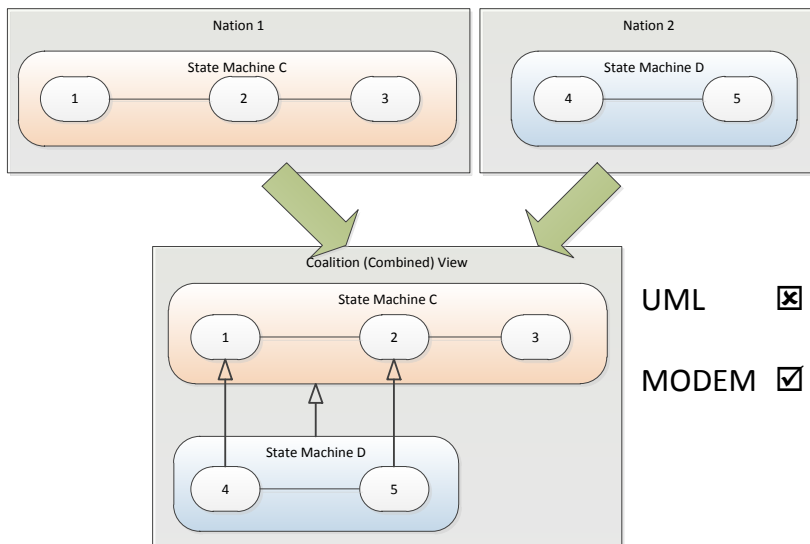 Nation 1
State Machine C
1
2
3
Nation 2
State Machine D
4
5
Coalition (Combined) View
State Machine C
1
2
3
State Machine D
4
5
UML ☒
MODEM ☑